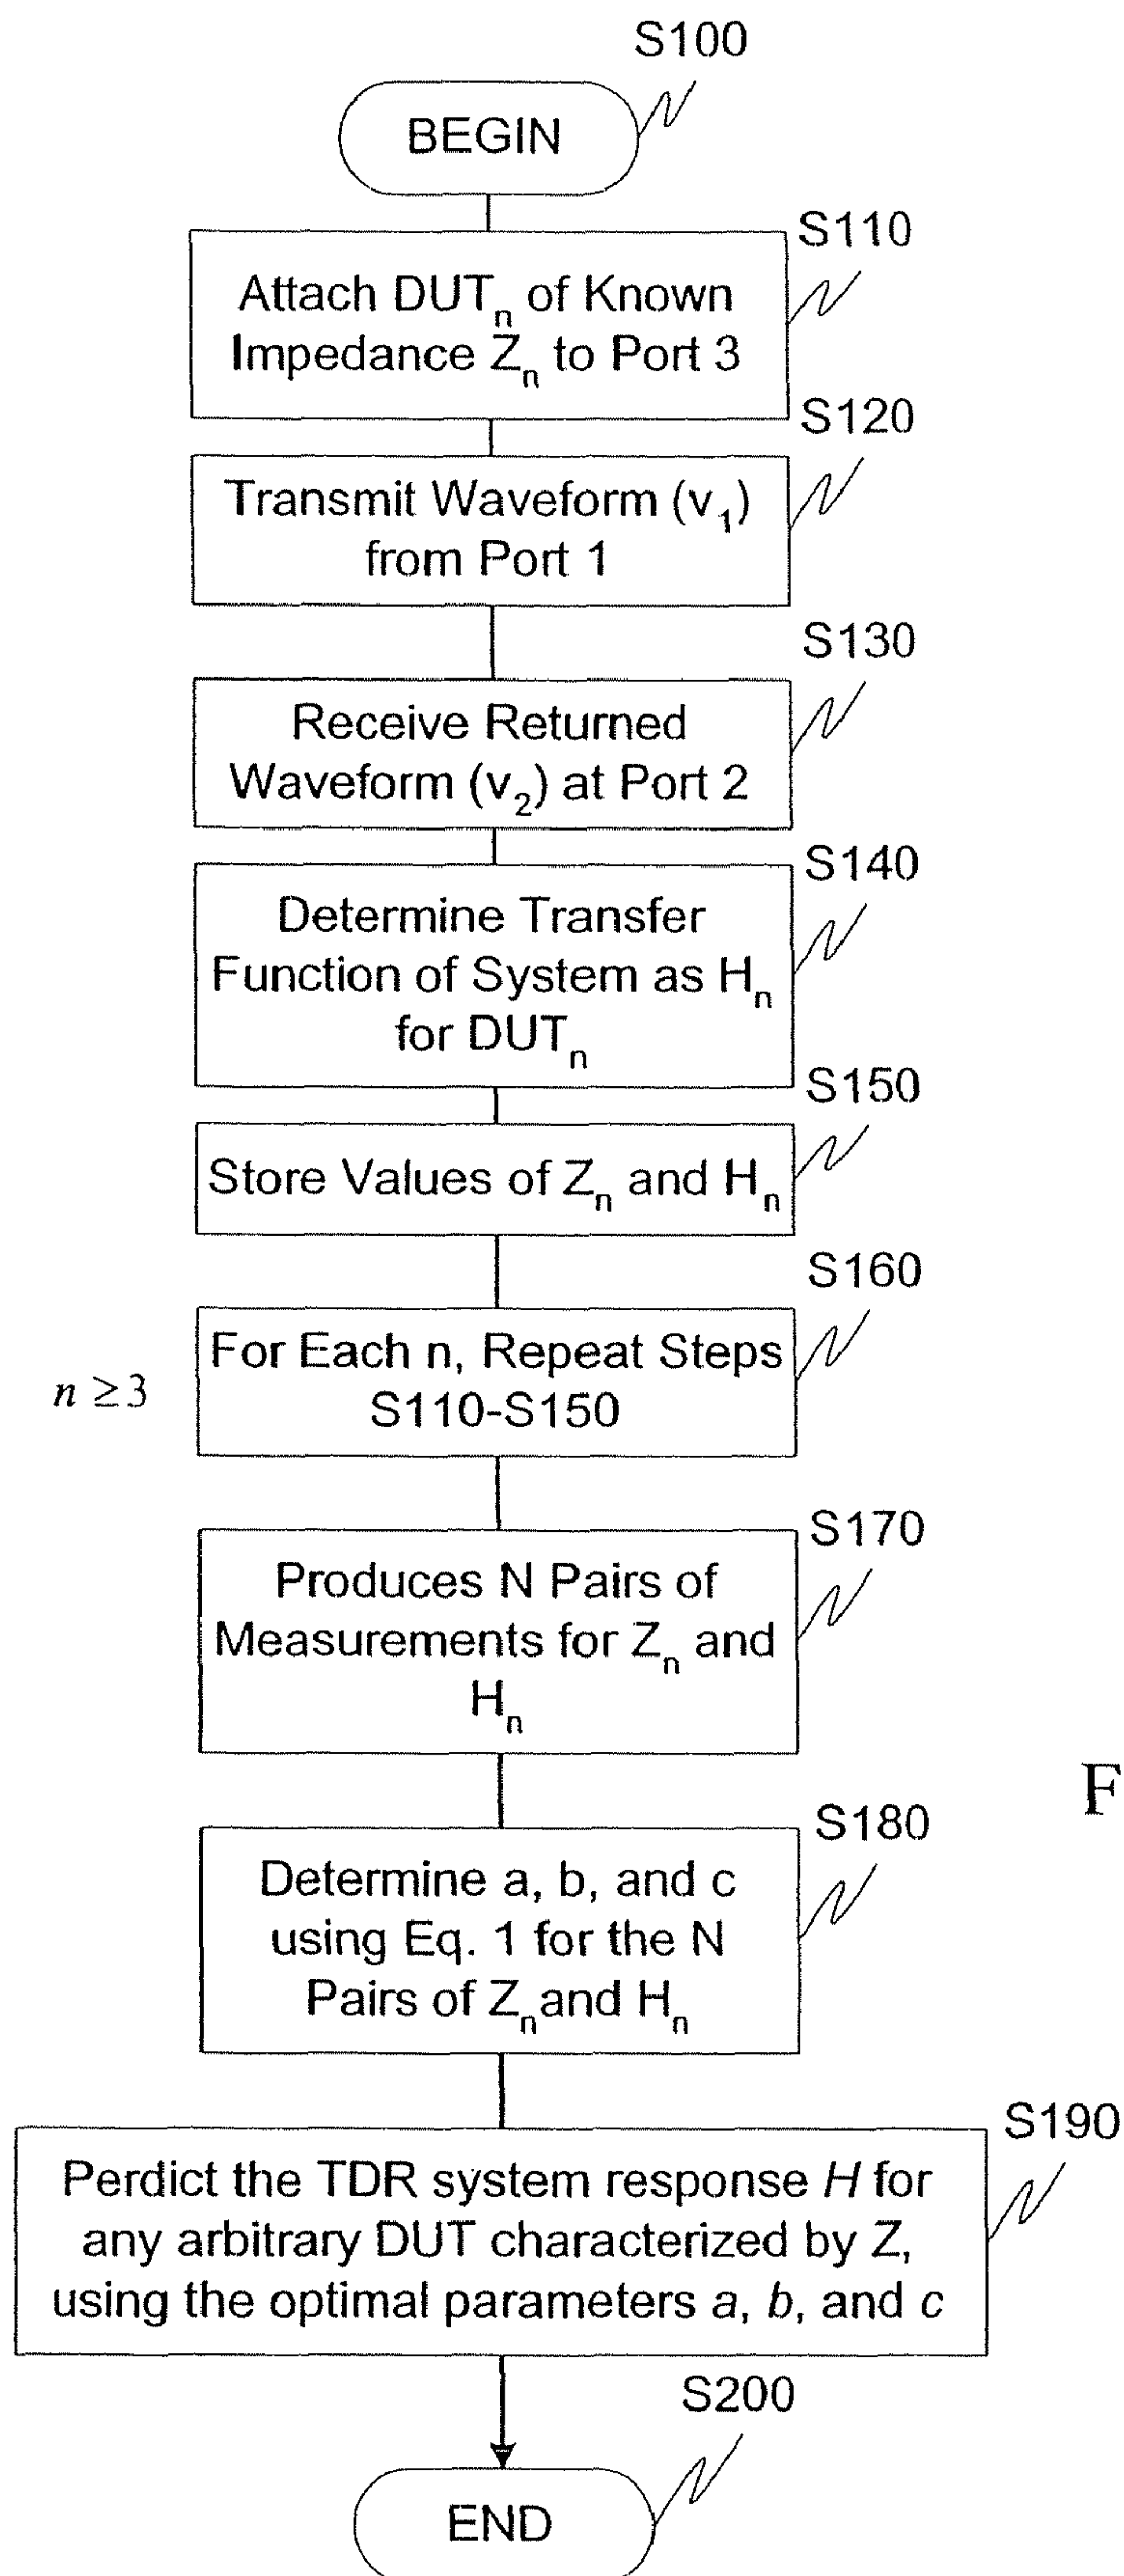 S100
BEGIN
S110
Attach DUTn of Known
Impedance Zn to Port 3
S120
Transmit Waveform (v1)
from Port 1
S130
Receive Returned
Waveform (v2) at Port 2
S140
Determine Transfer
Function of System as Hn
for DUTn
S150
Store Values of Zn and Hn
S160
For Each n, Repeat Steps
S110-S150
n ≥3
S170
Produces N Pairs of
Measurements for Zn and
Hn
F
S180
Determine a, b, and c
using Eq. 1 for the N
Pairs of Zn and Hn
S190
Perdict the TDR system response H for
any arbitrary DUT characterized by Z,
using the optimal parameters a, b, and c
S200
END